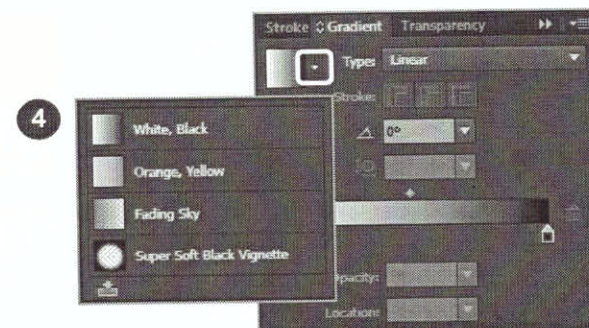 Stroke Gradient Transparency
Type: Linear
Stroke:
4
0°
White, Black
Orange, Yellow
Fading Sky
Super Soft Black Vignette
Opacity:
Location: